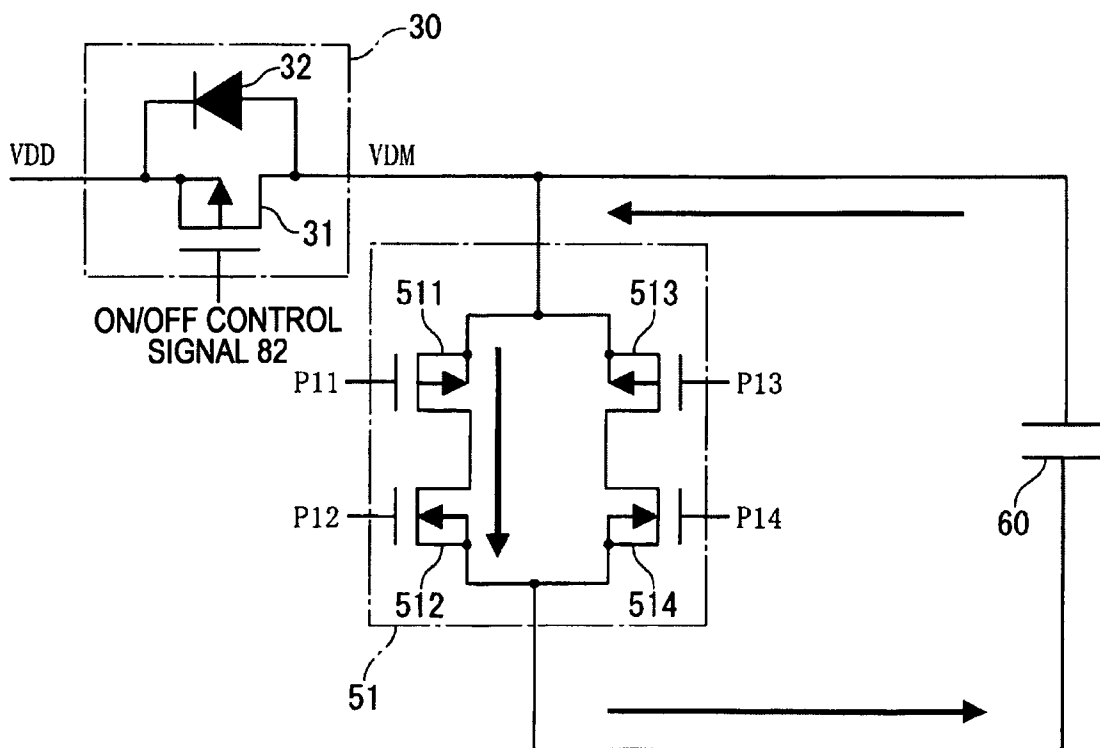 30
32
VDD
VDM
31
ON/OFF CONTROL
SIGNAL 82
511
513
P11
P13
P12
P14
60
512
514
51